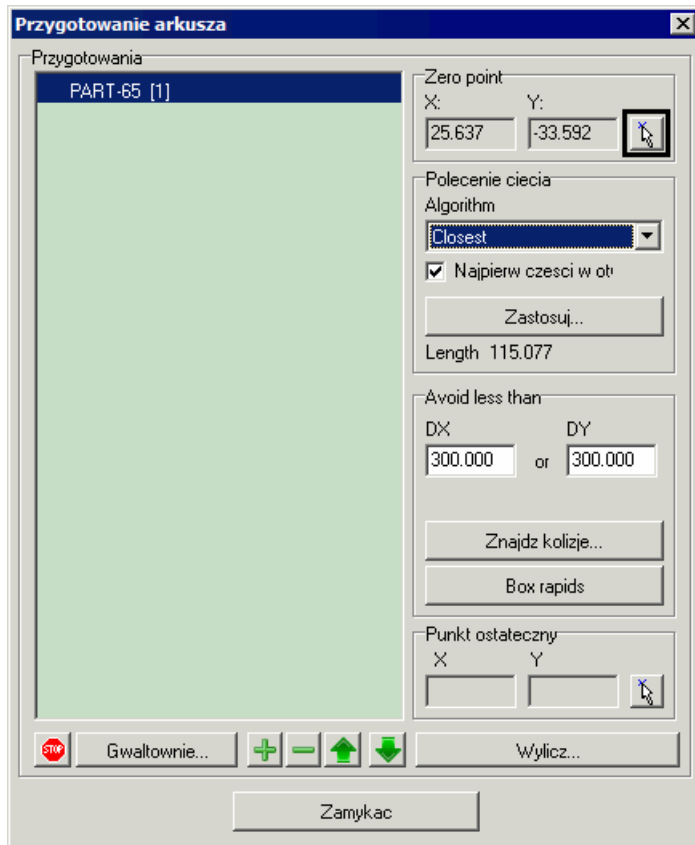 Przygotowanie arkusza
Przygotowania
PART-65 [1]
Zero point
X: Y:
25.637 -33.592
Polecenie ciecia
Algorithm
Closest
Najpierw czesci w otw
Zastosuj...
Length 115.077
Avoid less than
DX DY
300.000 or 300.000
Znajdz kolizje...
Box rapids
Punkt ostateczny
X Y
STOP Gwaltownie... Wylicz...
Zamykac